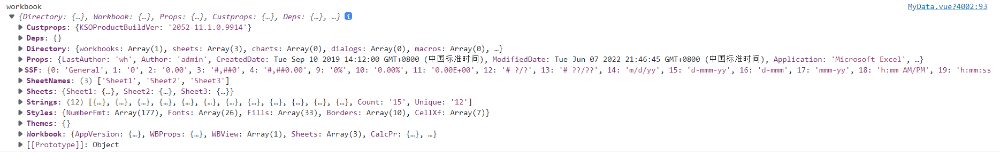 workbook MyData.vue?4002:93
{Directory: {…}, Workbook: {…}, Props: {…}, Custprops: {…}, Deps: {…}, …} i
Custprops: {KSOProductBuildVer: '2052-11.1.0.9914'}
Deps: {}
Directory: {workbooks: Array(1), sheets: Array(3), charts: Array(0), dialogs: Array(0), macros: Array(0), …}
Props: {LastAuthor: 'wh', Author: 'admin', CreatedDate: Tue Sep 10 2019 14:12:00 GMT+0800 (中国标准时间), ModifiedDate: Tue Jun 07 2022 21:46:45 GMT+0800 (中国标准时间), Application: 'Microsoft Excel', …}
SSF: {0: 'General', 1: '0', 2: '0.00', 3: '#,##0', 4: '#,##0.00', 9: '0%', 10: '0.00%', 11: '0.00E+00', 12: '# ?/?', 13: '# ??/??', 14: 'm/d/yy', 15: 'd-mmm-yy', 16: 'd-mmm', 17: 'mmm-yy', 18: 'h:mm AM/PM', 19: 'h:mm:ss
SheetNames: (3) ['Sheet1', 'Sheet2', 'Sheet3']
Sheets: {Sheet1: {…}, Sheet2: {…}, Sheet3: {…}}
Strings: (12) [{…}, {…}, {…}, {…}, {…}, {…}, {…}, {…}, {…}, {…}, {…}, {…}, Count: '15', Unique: '12']
Styles: {NumberFmt: Array(177), Fonts: Array(26), Fills: Array(33), Borders: Array(10), CellXf: Array(7)}
Themes: {}
Workbook: {AppVersion: {…}, WBProps: {…}, WBView: Array(1), Sheets: Array(3), CalcPr: {…}, …}
[[Prototype]]: Object